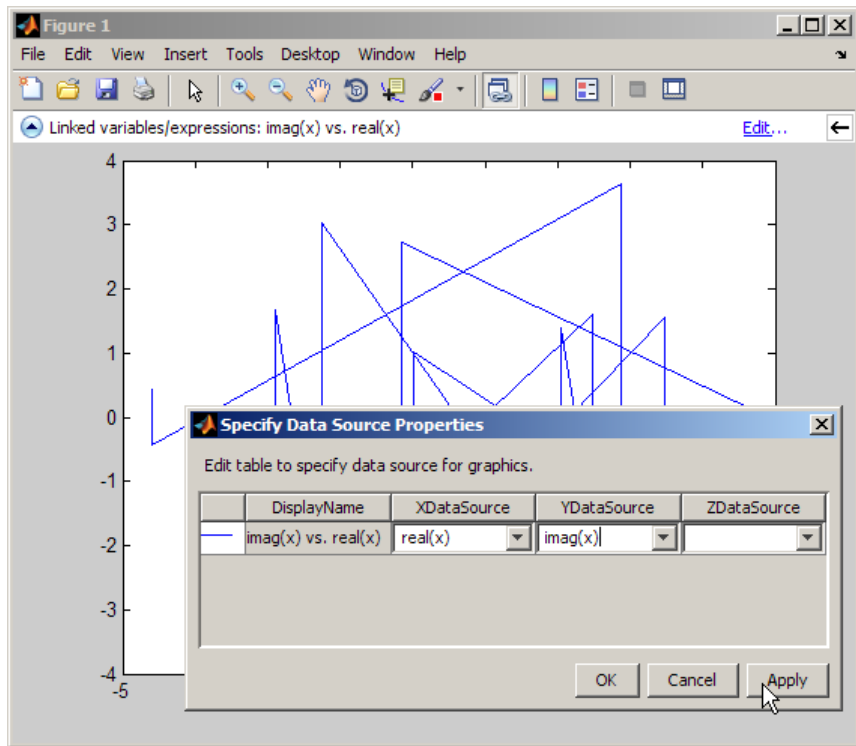 Figure 1
File Edit View Insert Tools Desktop Window Help
Linked variables/expressions: imag(x) vs. real(x) Edit...
4
3
2
1
0
-1
-2
-3
-4
-5
Specify Data Source Properties
Edit table to specify data source for graphics.
DisplayName XDataSource YDataSource ZDataSource
imag(x) vs. real(x) real(x) imag(x)
OK Cancel Apply